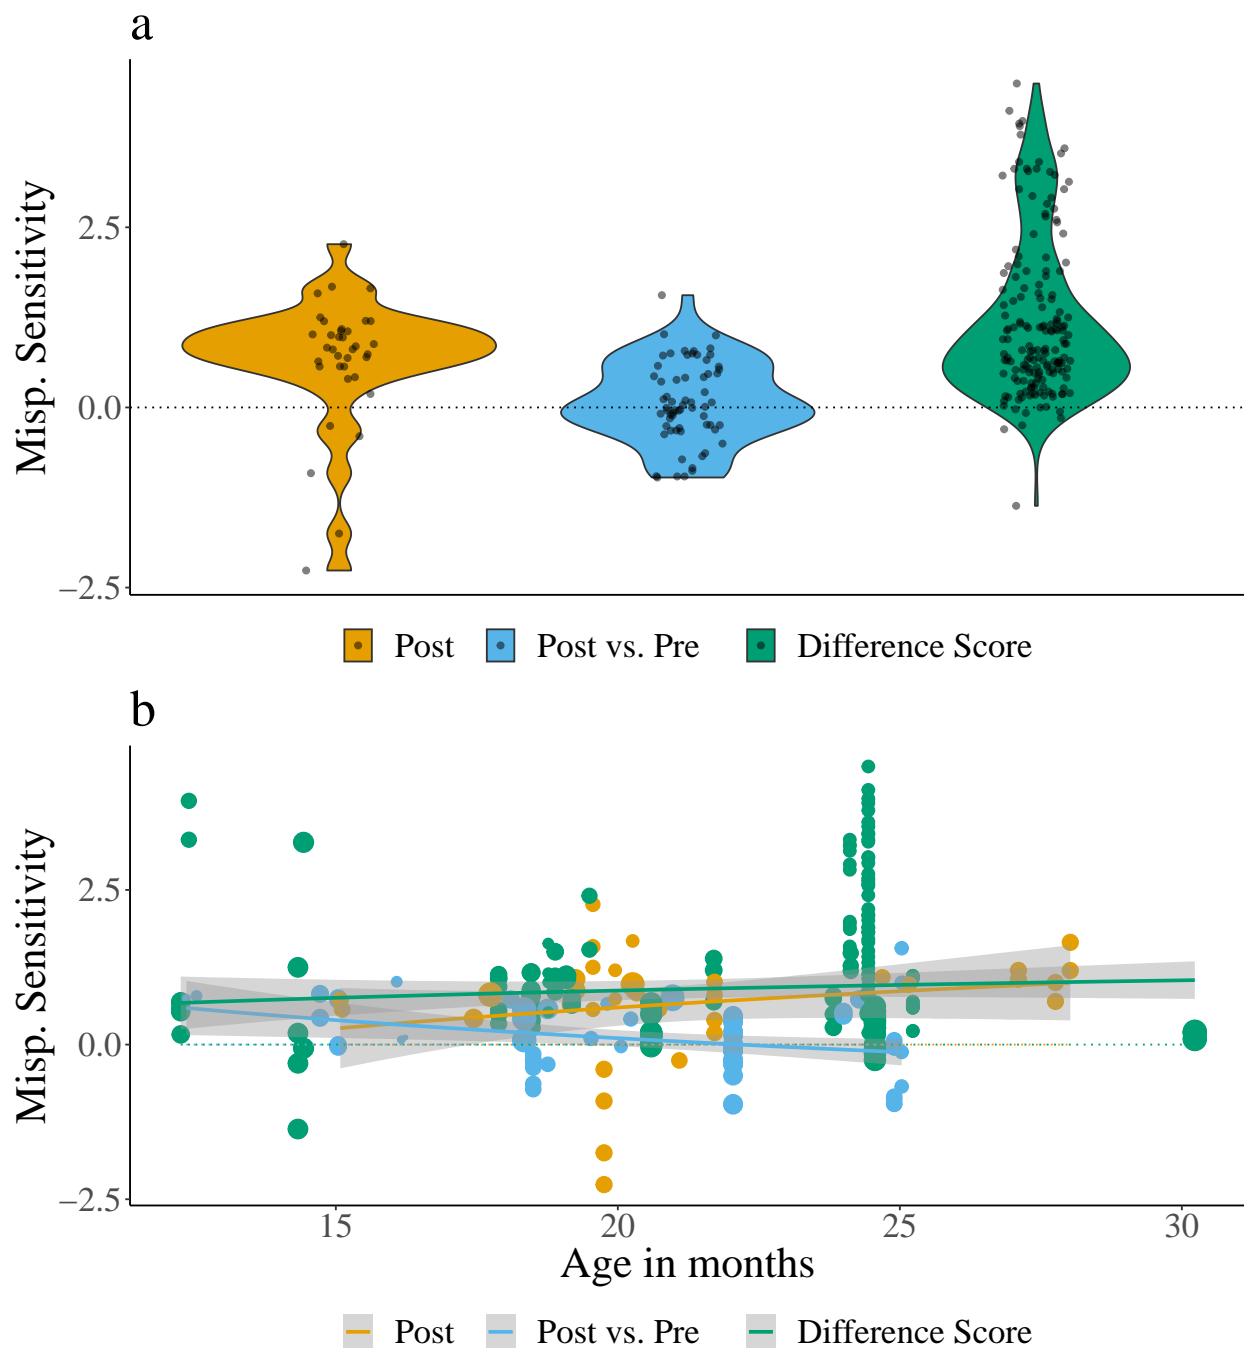 a
Misp. Sensitivity
2.5
0.0
−2.5
Post
Post vs. Pre
Difference Score
b
Misp. Sensitivity
2.5
0.0
−2.5
15
20
25
30
Age in months
Post
Post vs. Pre
Difference Score